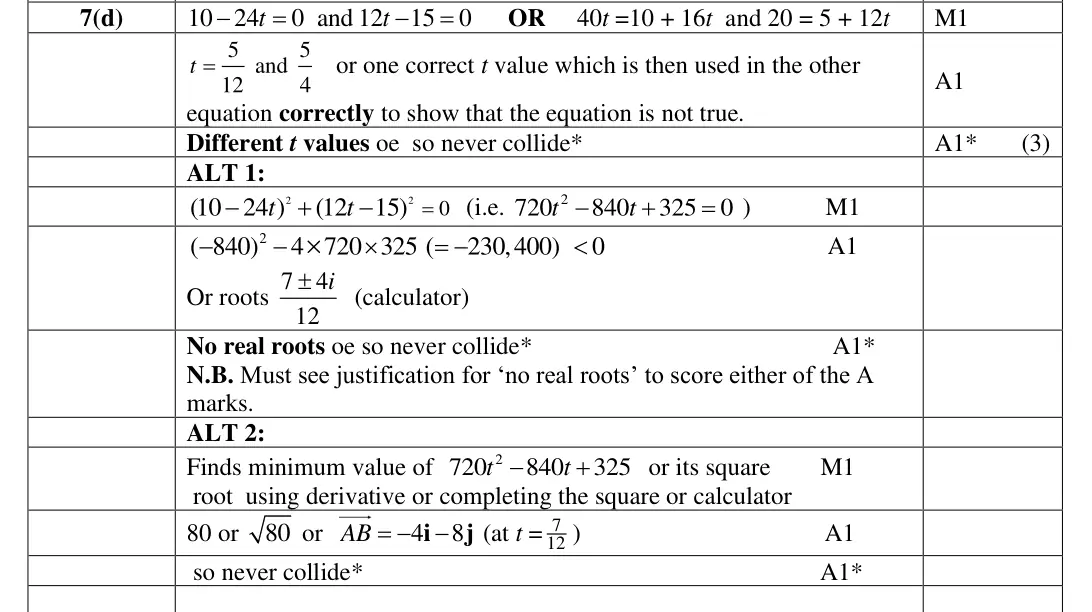 7(d) 10 − 24t = 0 and 12t − 15 = 0 OR 40t =10 + 16t and 20 = 5 + 12t M1
t = 5/12 and 5/4 or one correct t value which is then used in the other
equation correctly to show that the equation is not true. A1
Different t values oe so never collide* A1* (3)
ALT 1:
(10 − 24t)² + (12t − 15)² = 0 (i.e. 720t² − 840t + 325 = 0 ) M1
(−840)² − 4 × 720 × 325 (= −230, 400) < 0 A1
Or roots (7 ± 4i)/12 (calculator)
No real roots oe so never collide* A1*
N.B. Must see justification for ‘no real roots’ to score either of the A
marks.
ALT 2:
Finds minimum value of 720t² − 840t + 325 or its square M1
root using derivative or completing the square or calculator
80 or √80 or AB⃗ = −4i − 8j (at t = 7/12 ) A1
so never collide* A1*